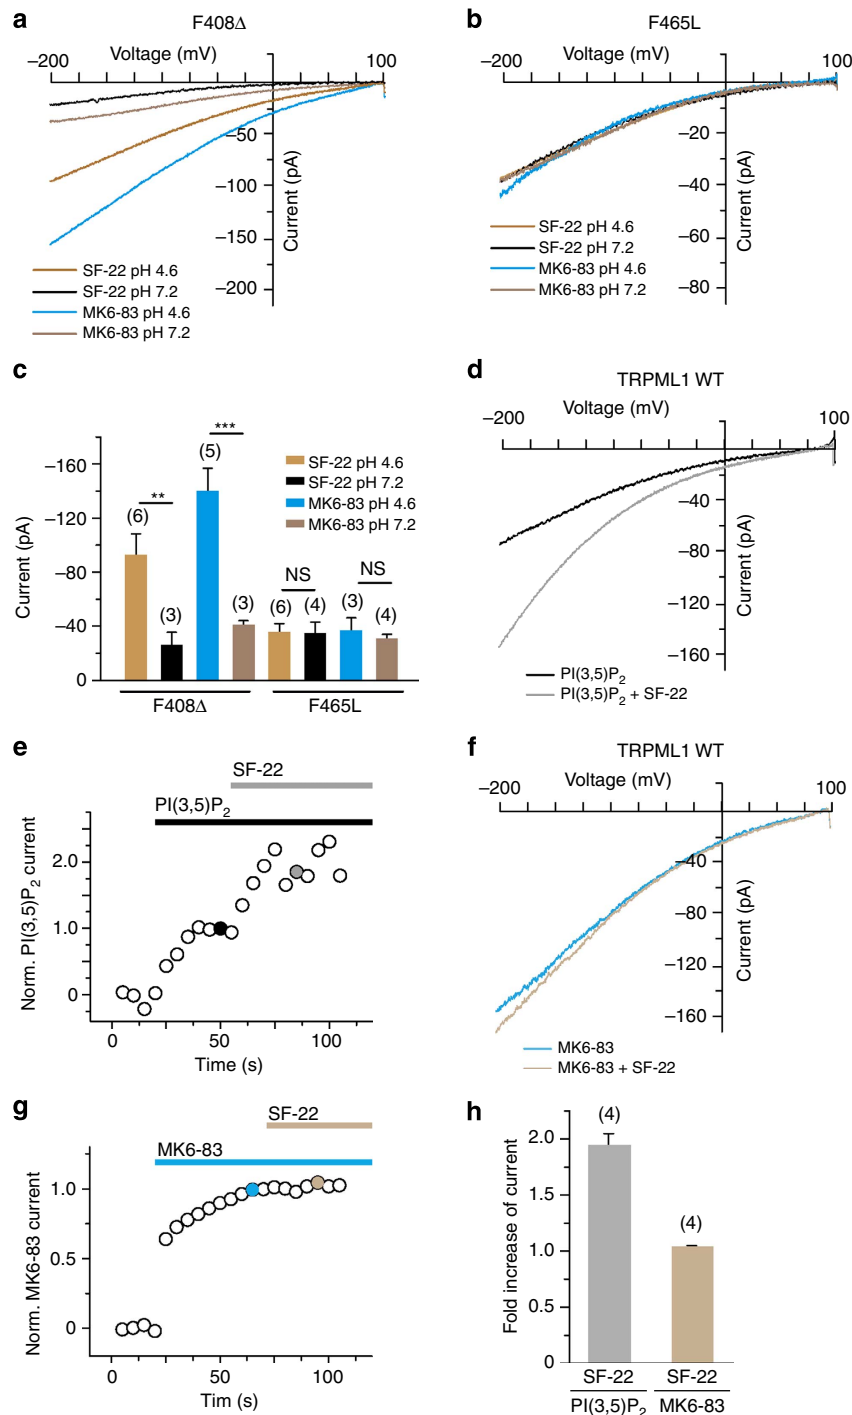 a
F408Δ
Voltage (mV)
−200
100
−50
−100
−150
−200
Current (pA)
SF-22 pH 4.6
SF-22 pH 7.2
MK6-83 pH 4.6
MK6-83 pH 7.2
b
F465L
Voltage (mV)
−200
100
−20
−40
−60
−80
Current (pA)
SF-22 pH 4.6
SF-22 pH 7.2
MK6-83 pH 4.6
MK6-83 pH 7.2
c
Current (pA)
−160
−120
−80
−40
0
(6)
**
(3)
(5)
***
(3)
(6)
NS
(4)
(3)
NS
(4)
SF-22 pH 4.6
SF-22 pH 7.2
MK6-83 pH 4.6
MK6-83 pH 7.2
F408Δ
F465L
d
TRPML1 WT
Voltage (mV)
−200
100
−40
−80
−120
−160
Current (pA)
PI(3,5)P2
PI(3,5)P2 + SF-22
e
SF-22
PI(3,5)P2
Norm. PI(3,5)P2 current
2.0
1.0
0
0
50
100
Time (s)
f
TRPML1 WT
Voltage (mV)
−200
100
−40
−80
−120
−160
Current (pA)
MK6-83
MK6-83 + SF-22
g
SF-22
MK6-83
Norm. MK6-83 current
1.0
0.5
0
0
50
100
Tim (s)
h
Fold increase of current
2.0
1.5
1.0
0.5
0
(4)
(4)
SF-22
SF-22
PI(3,5)P2
MK6-83